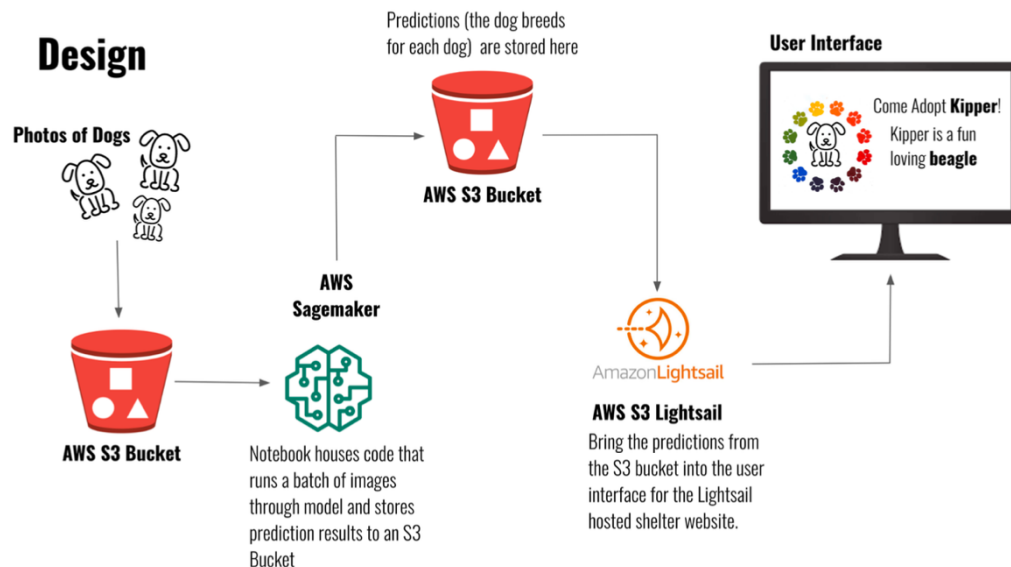 Design
Photos of Dogs
AWS S3 Bucket
AWS
Sagemaker
Notebook houses code that
runs a batch of images
through model and stores
prediction results to an S3
Bucket
Predictions (the dog breeds
for each dog)  are stored here
AWS S3 Bucket
AmazonLightsail
AWS S3 Lightsail
Bring the predictions from
the S3 bucket into the user
interface for the Lightsail
hosted shelter website.
User Interface
Come Adopt Kipper!
Kipper is a fun
loving beagle